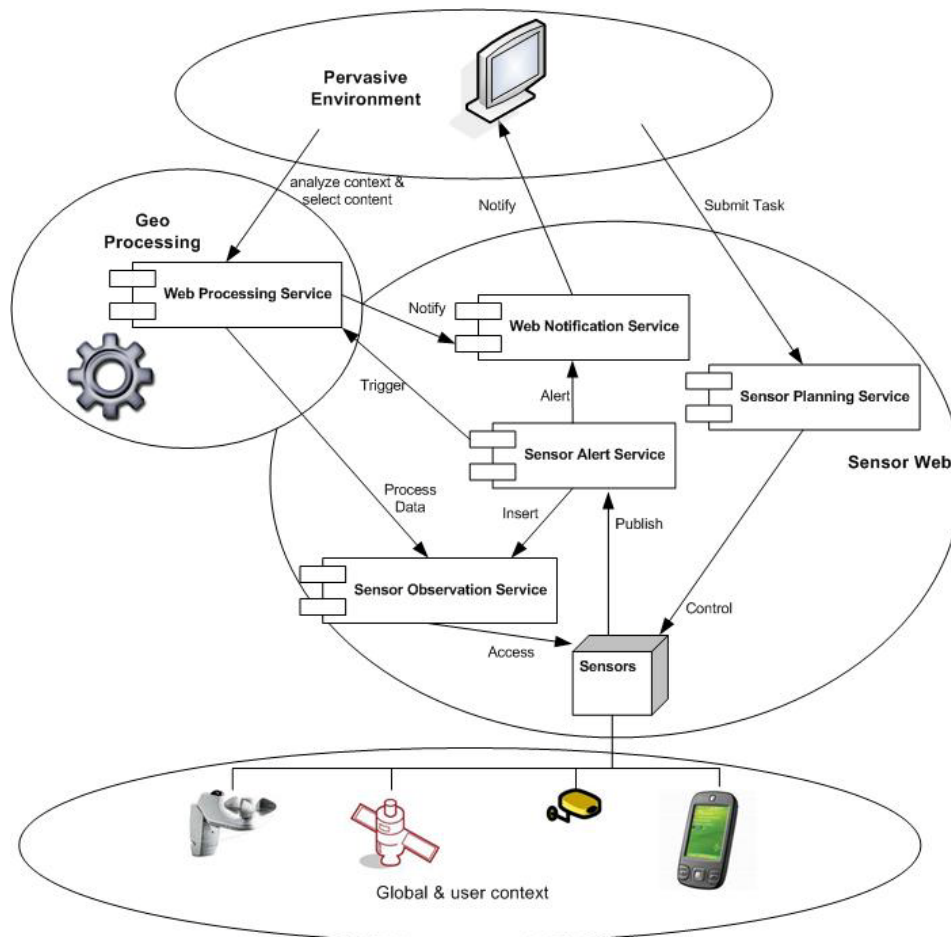 Pervasive
Environment
analyze context &
select content
Notify
Submit Task
Geo
Processing
Web Processing Service
Notify
Web Notification Service
Trigger
Alert
Sensor Planning Service
Sensor Alert Service
Sensor Web
Process
Data
Insert
Publish
Sensor Observation Service
Control
Access
Sensors
Global & user context